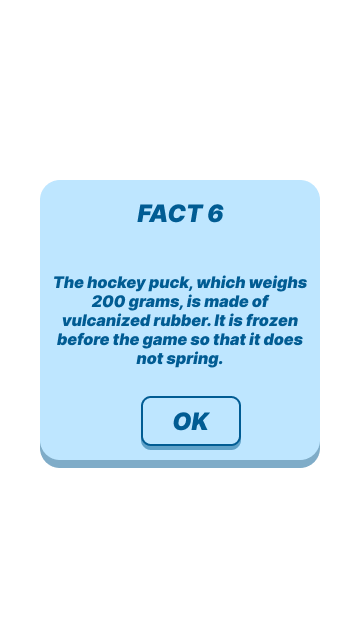 FACT 6
The hockey puck, which weighs
200 grams, is made of
vulcanized rubber. It is frozen
before the game so that it does
not spring.
OK